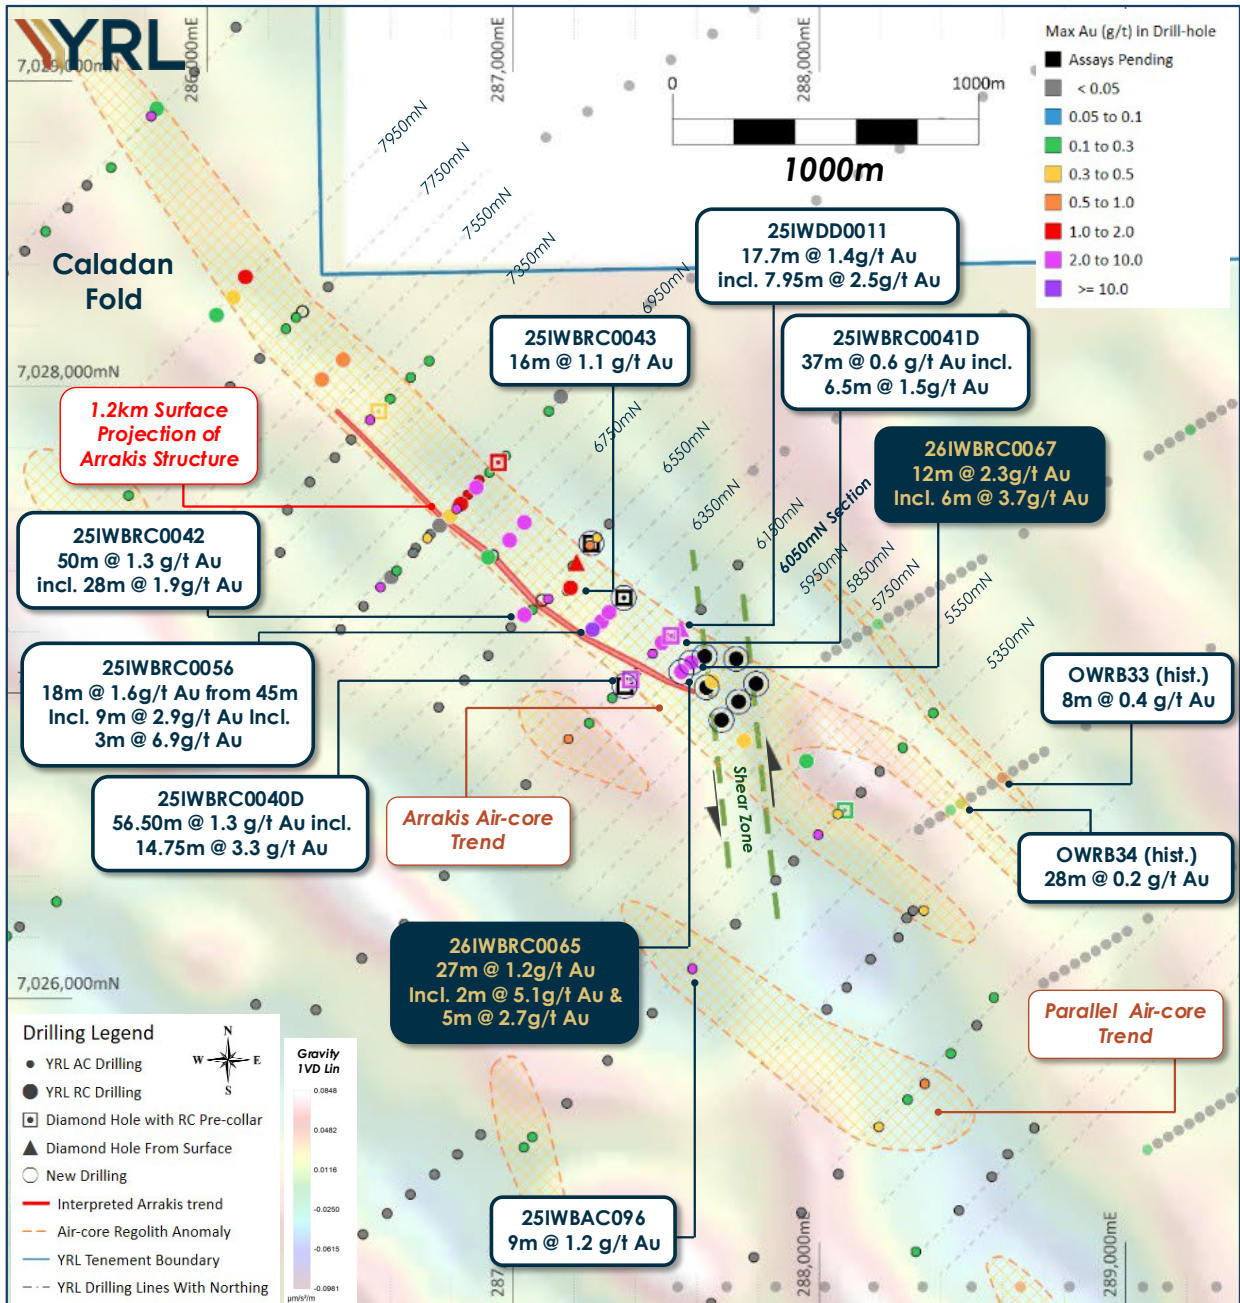 YRL
7,029,000mN
286,000mE
287,000mE
288,000mE
0
1000m
1000m
Max Au (g/t) in Drill-hole
Assays Pending
< 0.05
0.05 to 0.1
0.1 to 0.3
0.3 to 0.5
0.5 to 1.0
1.0 to 2.0
2.0 to 10.0
>= 10.0
7950mN
7750mN
7550mN
7350mN
6950mN
6750mN
6550mN
6350mN
6150mN
6050mN Section
5950mN
5850mN
5750mN
5550mN
5350mN
Caladan
Fold
25IWDD0011
17.7m @ 1.4g/t Au
incl. 7.95m @ 2.5g/t Au
25IWBRC0043
16m @ 1.1 g/t Au
25IWBRC0041D
37m @ 0.6 g/t Au incl.
6.5m @ 1.5g/t Au
7,028,000mN
1.2km Surface
Projection of
Arrakis Structure
26IWBRC0067
12m @ 2.3g/t Au
Incl. 6m @ 3.7g/t Au
25IWBRC0042
50m @ 1.3 g/t Au
incl. 28m @ 1.9g/t Au
25IWBRC0056
18m @ 1.6g/t Au from 45m
Incl. 9m @ 2.9g/t Au Incl.
3m @ 6.9g/t Au
OWRB33 (hist.)
8m @ 0.4 g/t Au
25IWBRC0040D
56.50m @ 1.3 g/t Au incl.
14.75m @ 3.3 g/t Au
Arrakis Air-core
Trend
Shear Zone
OWRB34 (hist.)
28m @ 0.2 g/t Au
26IWBRC0065
27m @ 1.2g/t Au
Incl. 2m @ 5.1g/t Au &
5m @ 2.7g/t Au
7,026,000mN
Parallel Air-core
Trend
Drilling Legend
N
W
E
S
YRL AC Drilling
YRL RC Drilling
Diamond Hole with RC Pre-collar
Diamond Hole From Surface
New Drilling
Interpreted Arrakis trend
Air-core Regolith Anomaly
YRL Tenement Boundary
YRL Drilling Lines With Northing
Gravity
1VD Lin
0.0848
0.0482
0.0116
-0.0250
-0.0615
-0.0981
µm/s²/m
25IWBAC096
9m @ 1.2 g/t Au
288,000mE
289,000mE